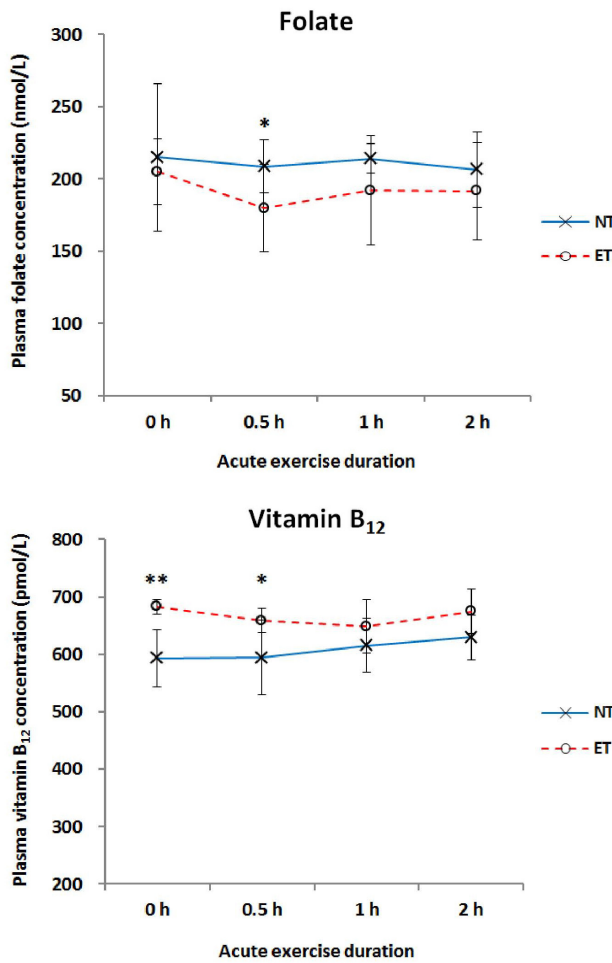 Folate
Plasma folate concentration (nmol/L)
300
250
200
150
100
50
*
0 h 0.5 h 1 h 2 h
Acute exercise duration
NT
ET
Vitamin B₁₂
Plasma vitamin B₁₂ concentration (pmol/L)
800
700
600
500
400
300
200
** *
0 h 0.5 h 1 h 2 h
Acute exercise duration
NT
ET